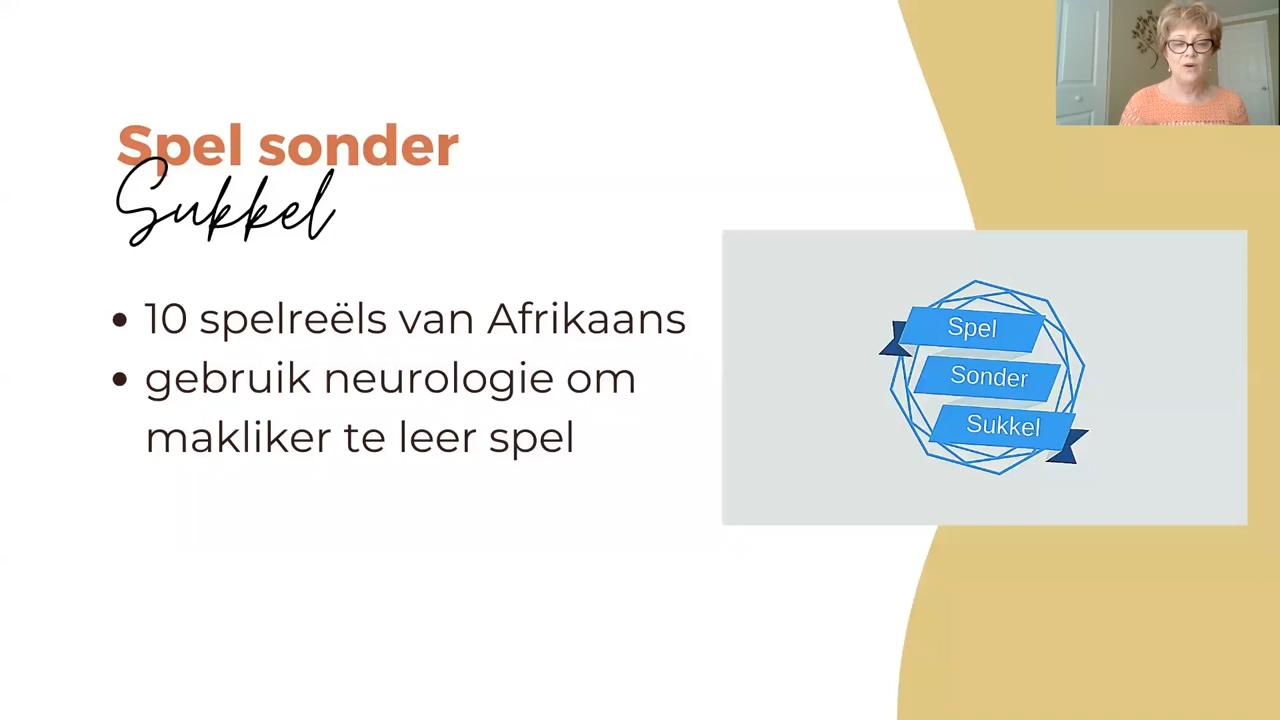 Spel sonder
Sukkel
• 10 spelreëls van Afrikaans
• gebruik neurologie om
makliker te leer spel
Spel
Sonder
Sukkel